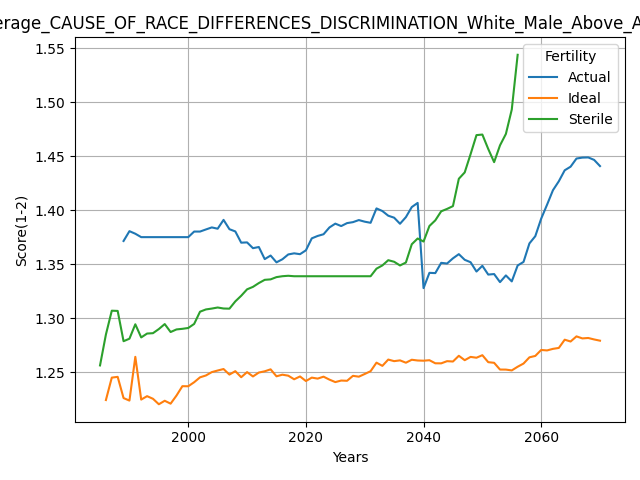 erage_CAUSE_OF_RACE_DIFFERENCES_DISCRIMINATION_White_Male_Above_A
Fertility
Actual
Ideal
Sterile
1.55
1.50
1.45
1.40
1.35
1.30
1.25
Score(1-2)
2000 2020 2040 2060
Years